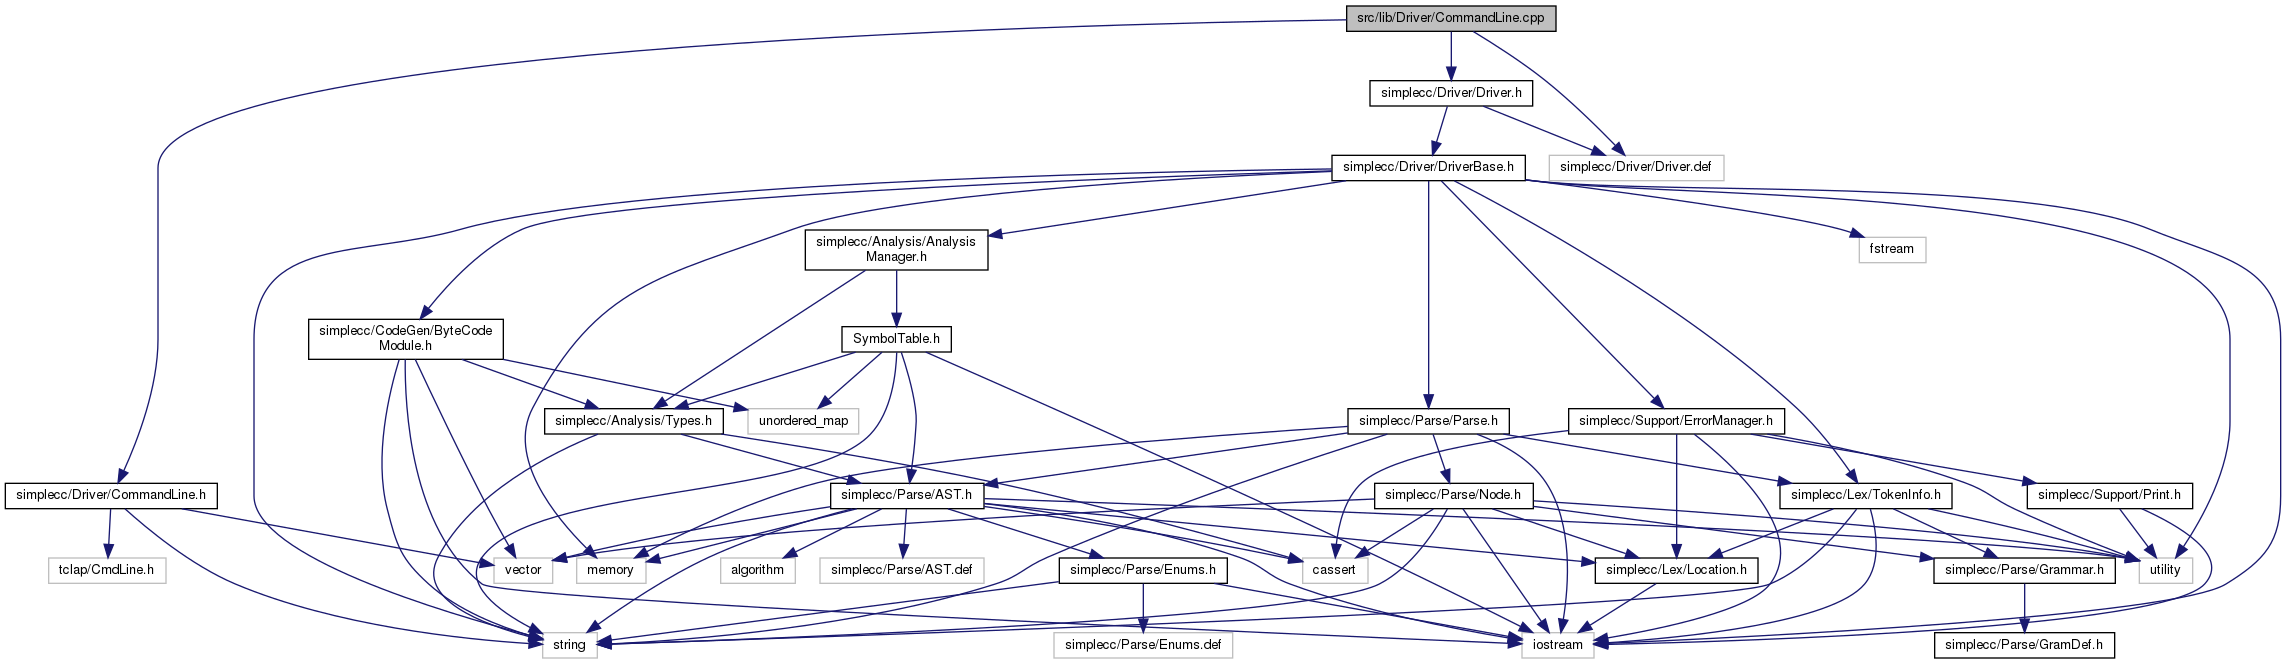 src/lib/Driver/CommandLine.cpp
simplecc/Driver/Driver.h
simplecc/Driver/DriverBase.h
simplecc/Driver/Driver.def
simplecc/Analysis/Analysis
Manager.h
fstream
simplecc/CodeGen/ByteCode
Module.h
SymbolTable.h
simplecc/Analysis/Types.h
unordered_map
simplecc/Parse/Parse.h
simplecc/Support/ErrorManager.h
simplecc/Driver/CommandLine.h
simplecc/Parse/AST.h
simplecc/Parse/Node.h
simplecc/Lex/TokenInfo.h
simplecc/Support/Print.h
tclap/CmdLine.h
vector
memory
algorithm
simplecc/Parse/AST.def
simplecc/Parse/Enums.h
cassert
simplecc/Lex/Location.h
simplecc/Parse/Grammar.h
utility
string
simplecc/Parse/Enums.def
iostream
simplecc/Parse/GramDef.h